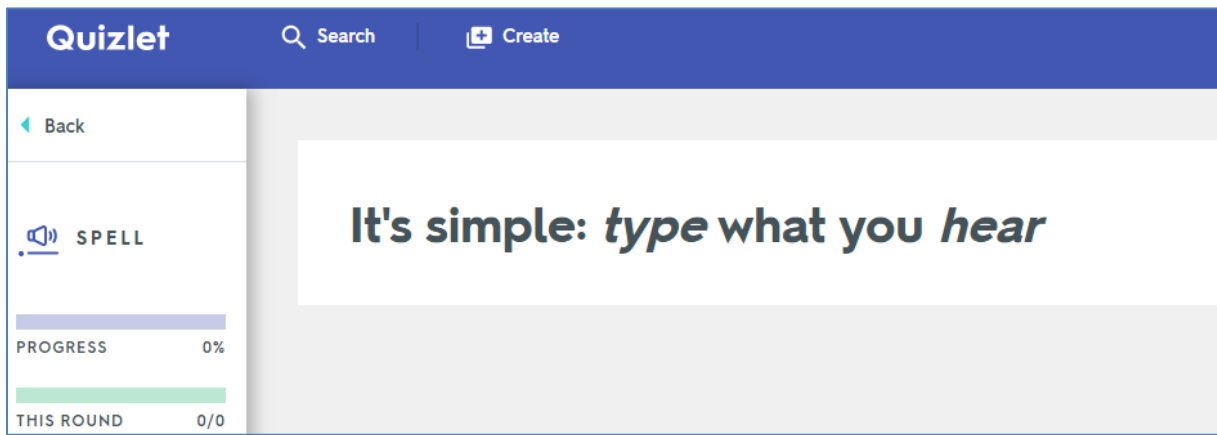 Quizlet Search Create
Back
SPELL
It's simple: type what you hear
PROGRESS 0%
THIS ROUND 0/0